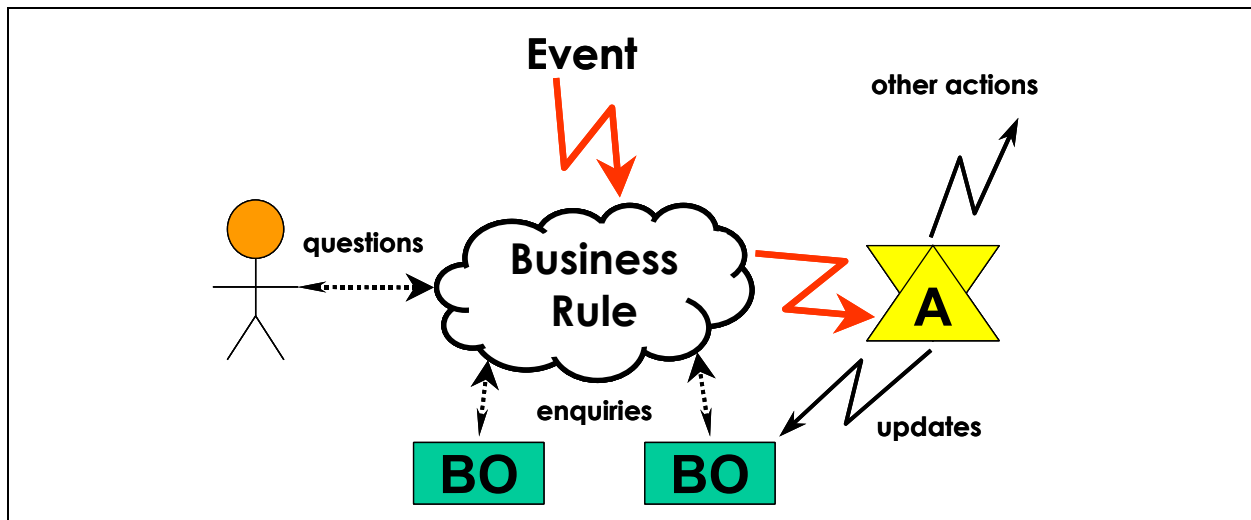 Event
other actions
questions
Business
Rule
A
enquiries
updates
BO
BO